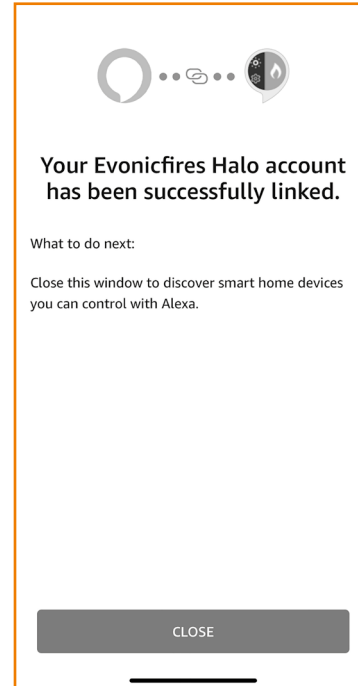 Your Evonicfires Halo account
has been successfully linked.
What to do next:
Close this window to discover smart home devices
you can control with Alexa.
CLOSE